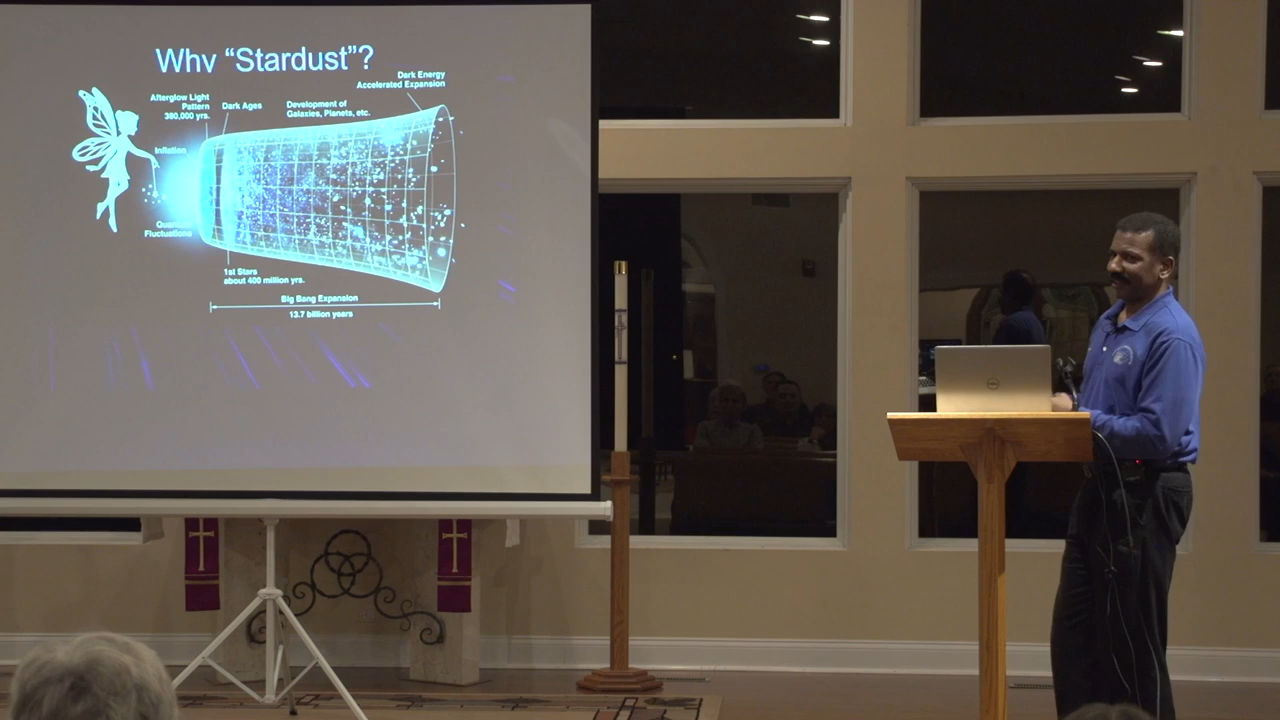 Why “Stardust”?
Dark Energy
Accelerated Expansion
Afterglow Light
Pattern
380,000 yrs.
Dark Ages
Development of
Galaxies, Planets, etc.
Inflation
Fluctuations
1st Stars
about 400 million yrs.
Big Bang Expansion
13.7 billion years
DELL